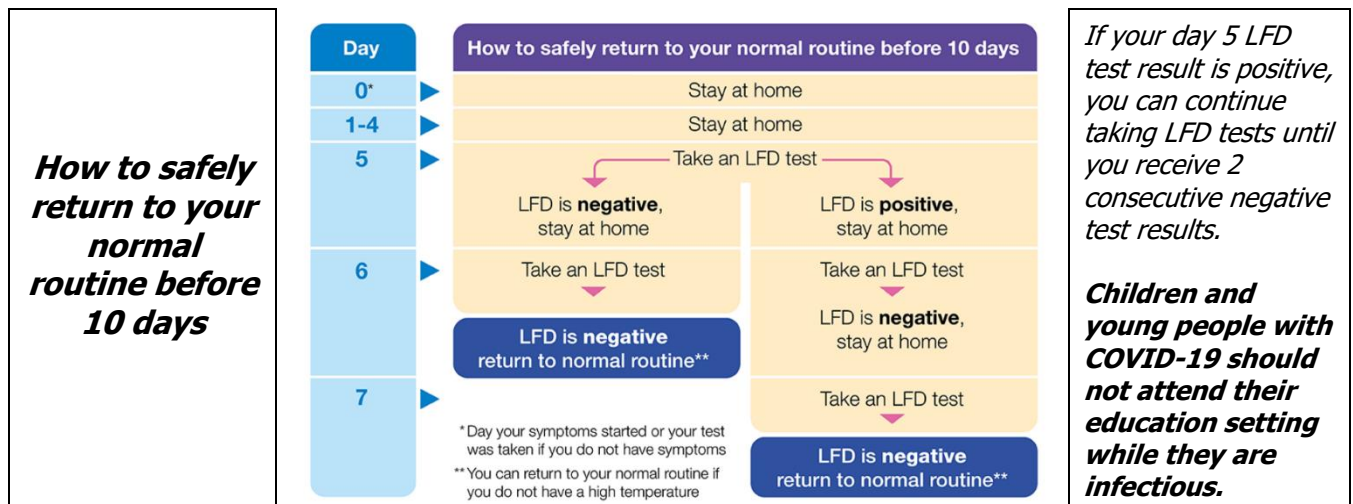 How to safely
return to your
normal
routine before
10 days
Day
How to safely return to your normal routine before 10 days
0*
Stay at home
1-4
Stay at home
5
Take an LFD test
LFD is negative,
stay at home
LFD is positive,
stay at home
6
Take an LFD test
LFD is negative
return to normal routine**
Take an LFD test
LFD is negative,
stay at home
7
Take an LFD test
LFD is negative
return to normal routine**
*Day your symptoms started or your test
was taken if you do not have symptoms
**You can return to your normal routine if
you do not have a high temperature
If your day 5 LFD
test result is positive,
you can continue
taking LFD tests until
you receive 2
consecutive negative
test results.
Children and
young people with
COVID-19 should
not attend their
education setting
while they are
infectious.